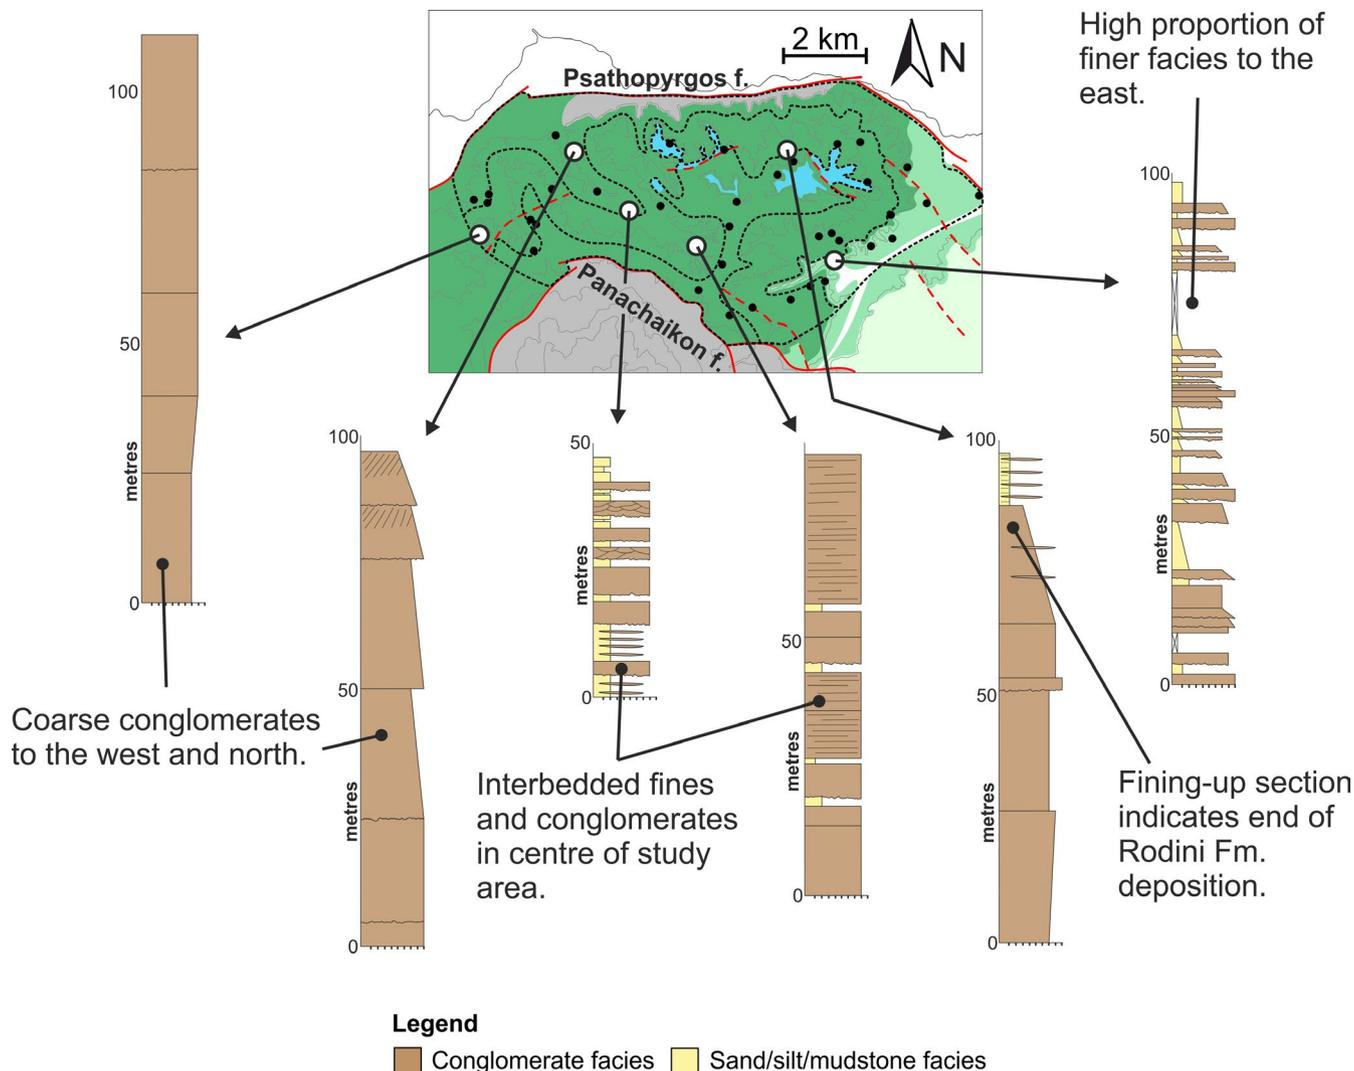 High proportion of
finer facies to the
east.
2 km
N
Psathopyrgos f.
Panachaikon f.
100
50
0
metres
100
50
0
metres
50
0
metres
50
0
metres
100
50
0
metres
100
50
0
metres
Coarse conglomerates
to the west and north.
Interbedded fines
and conglomerates
in centre of study
area.
Fining-up section
indicates end of
Rodini Fm.
deposition.
Legend
Conglomerate facies
Sand/silt/mudstone facies